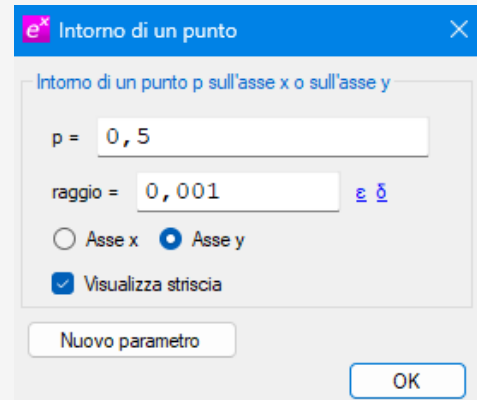 eˣ Intorno di un punto
Intorno di un punto p sull'asse x o sull'asse y
p = 0,5
raggio = 0,001 ε δ
Asse x Asse y
Visualizza striscia
Nuovo parametro
OK